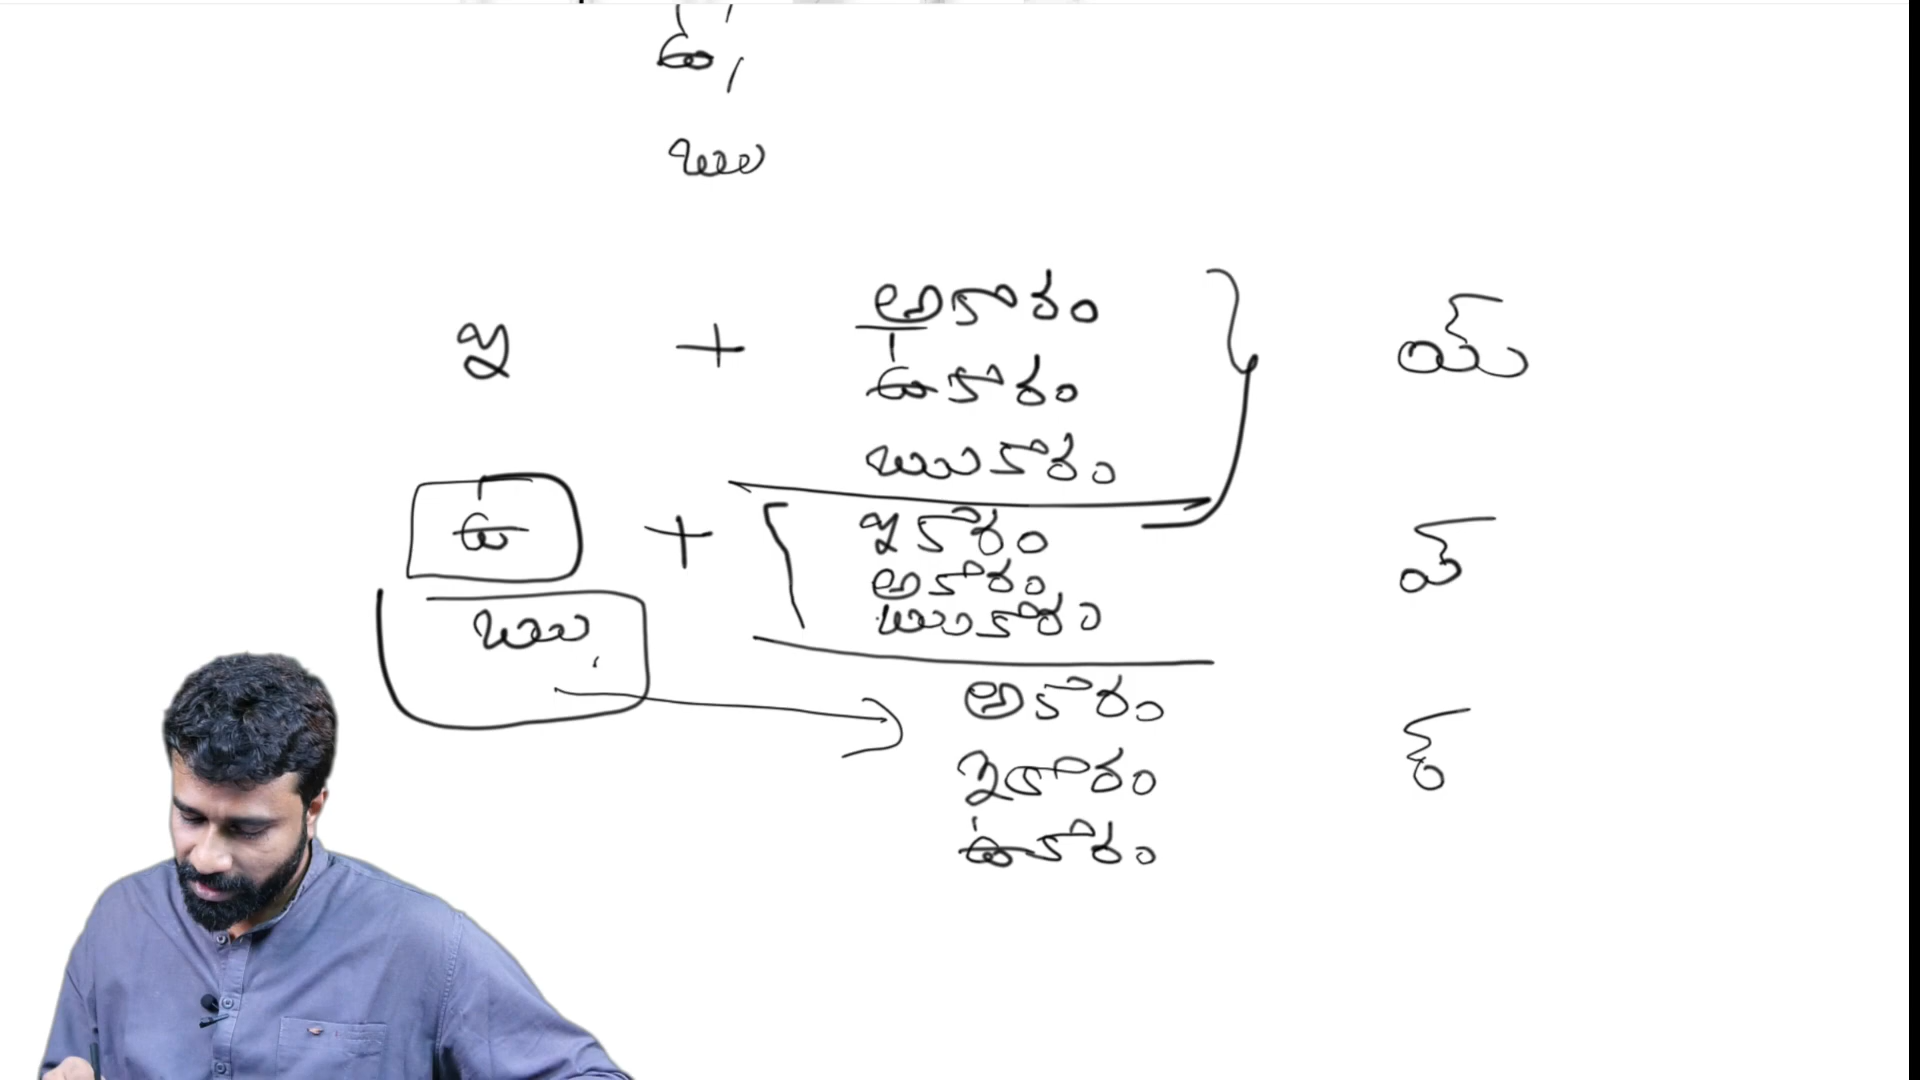 ఉ,
ఋ
ఇ + అకారం య్
ఉకారం
ఋకారం
ఉ + ఇకారం వ్
అకారం
ఋకారం
ఋ అకారం ర్
ఇకారం
ఉకారం